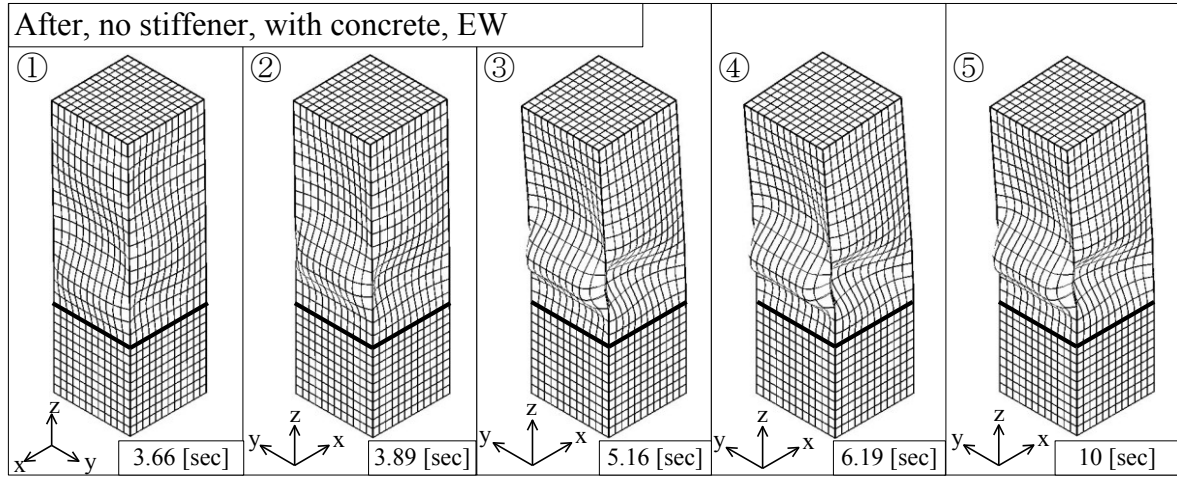 After, no stiffener, with concrete, EW
① ② ③ ④ ⑤
z x y
z y x
z y x
z y x
z y x
3.66 [sec] 3.89 [sec] 5.16 [sec] 6.19 [sec] 10 [sec]